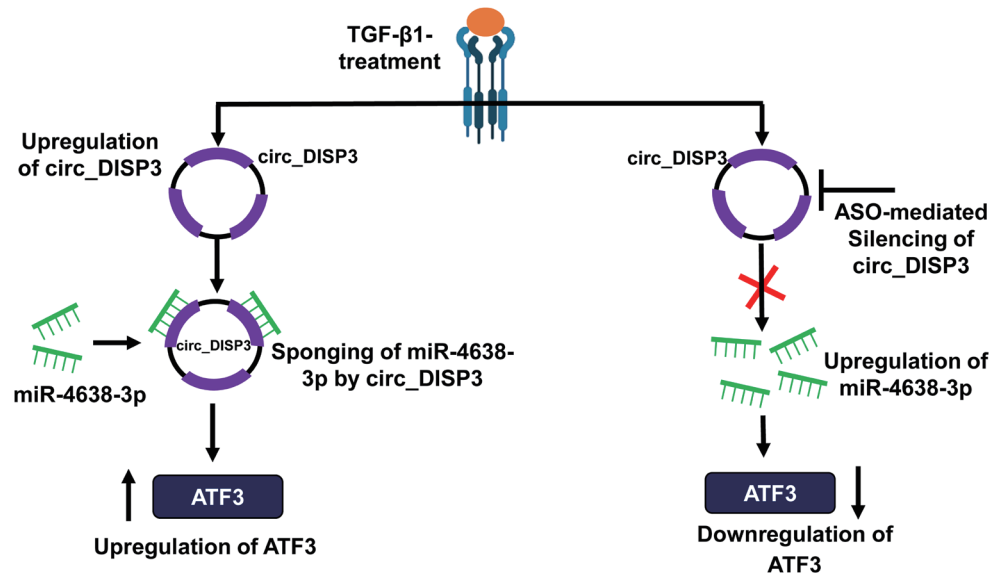 TGF-β1-
treatment
Upregulation
of circ_DISP3
circ_DISP3
miR-4638-3p
circ_DISP3
Sponging of miR-4638-
3p by circ_DISP3
ATF3
Upregulation of ATF3
circ_DISP3
ASO-mediated
Silencing of
circ_DISP3
Upregulation of
miR-4638-3p
ATF3
Downregulation of
ATF3